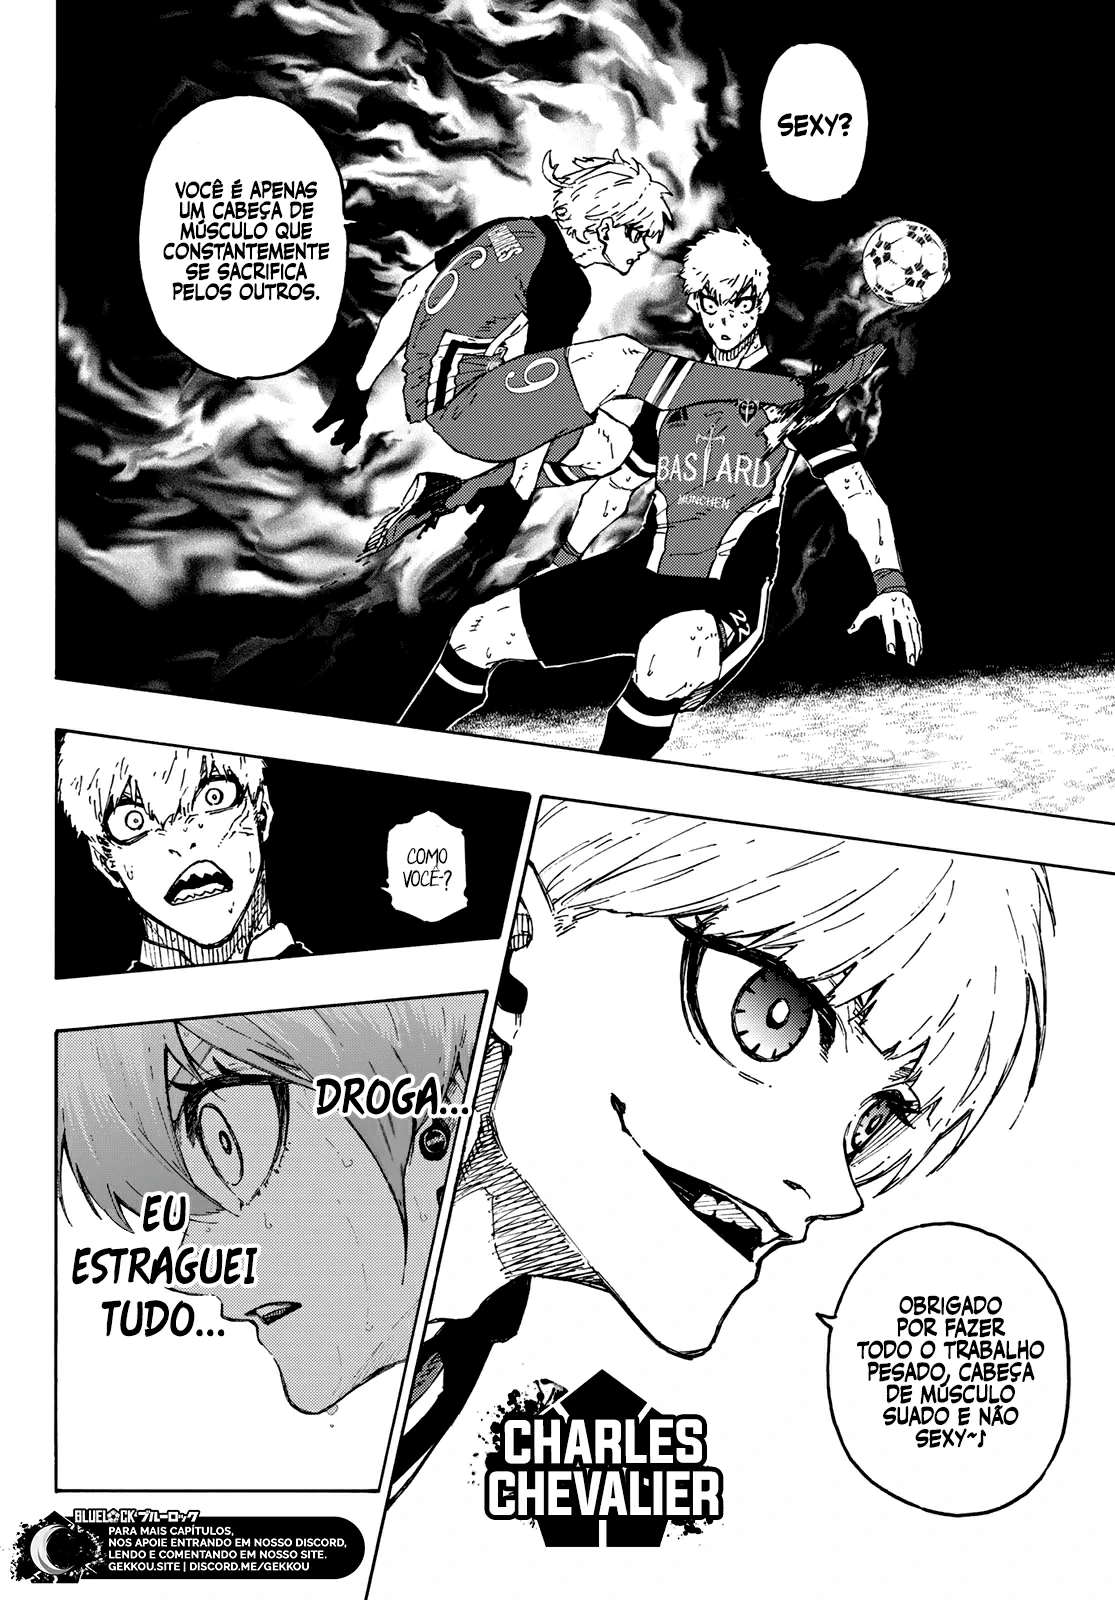 SEXY?
VOCÊ É APENAS
UM CABEÇA DE
MÚSCULO QUE
CONSTANTEMENTE
SE SACRIFICA
PELOS OUTROS.
9
9
BASTARD
MÜNCHEN
22
COMO
VOCÊ-?
DROGA...
EU
ESTRAGUEI
TUDO...
OBRIGADO
POR FAZER
TODO O TRABALHO
PESADO, CABEÇA
DE MÚSCULO
SUADO E NÃO
SEXY~♪
CHARLES
CHEVALIER
BLUELOCK ブルーロック
PARA MAIS CAPÍTULOS,
NOS APOIE ENTRANDO EM NOSSO DISCORD,
LENDO E COMENTANDO EM NOSSO SITE.
GEKKOU.SITE | DISCORD.ME/GEKKOU